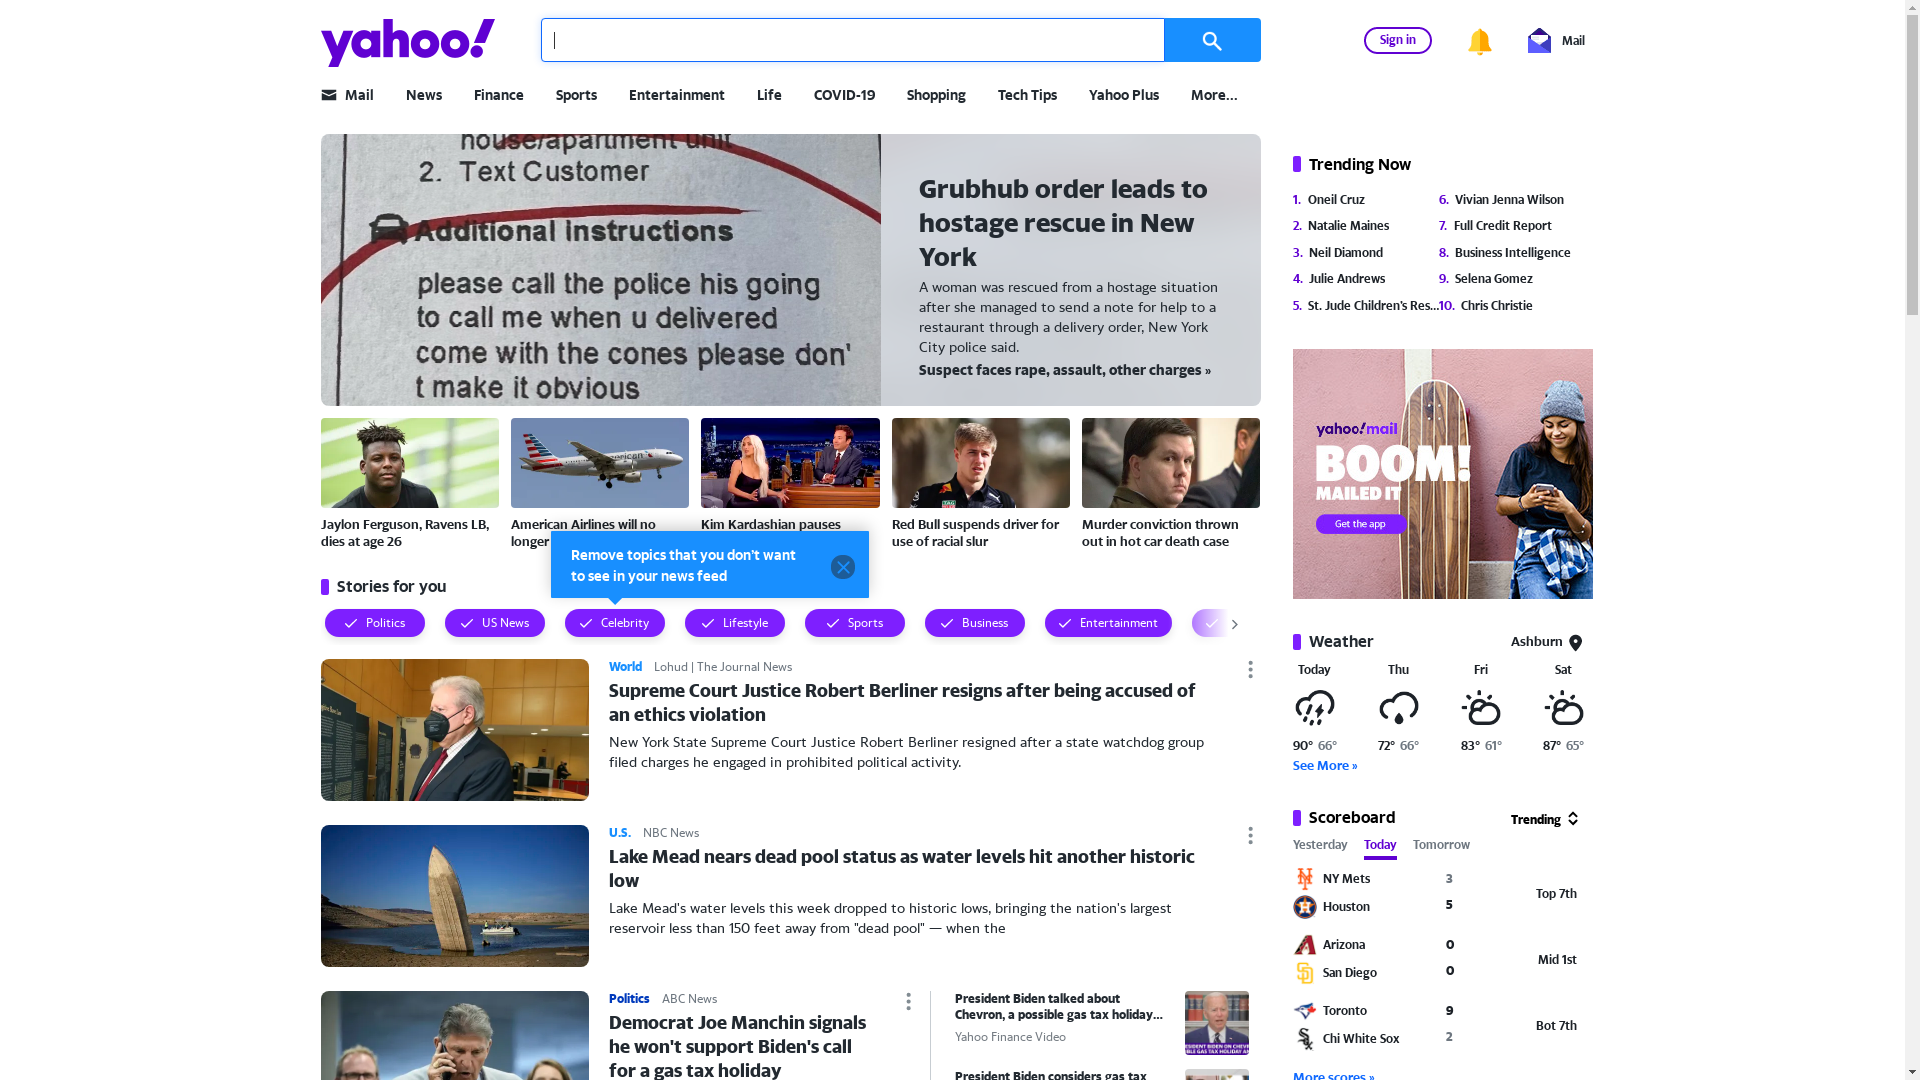 yahoo!
Sign in
Mail
Mail
News
Finance
Sports
Entertainment
Life
COVID-19
Shopping
Tech Tips
Yahoo Plus
More...
house/apartment unit
2. Text Customer
Additional instructions
please call the police his going
to call me when u delivered
come with the cones please don'
t make it obvious
Grubhub order leads to
hostage rescue in New
York
A woman was rescued from a hostage situation
after she managed to send a note for help to a
restaurant through a delivery order, New York
City police said.
Suspect faces rape, assault, other charges »
Jaylon Ferguson, Ravens LB,
dies at age 26
American Airlines will no
longer
Kim Kardashian pauses
Red Bull suspends driver for
use of racial slur
Murder conviction thrown
out in hot car death case
Remove topics that you don't want
to see in your news feed
Stories for you
Politics
US News
Celebrity
Lifestyle
Sports
Business
Entertainment
World Lohud | The Journal News
Supreme Court Justice Robert Berliner resigns after being accused of
an ethics violation
New York State Supreme Court Justice Robert Berliner resigned after a state watchdog group
filed charges he engaged in prohibited political activity.
U.S. NBC News
Lake Mead nears dead pool status as water levels hit another historic
low
Lake Mead's water levels this week dropped to historic lows, bringing the nation's largest
reservoir less than 150 feet away from "dead pool" — when the
Politics ABC News
Democrat Joe Manchin signals
he won't support Biden's call
for a gas tax holiday
President Biden talked about
Chevron, a possible gas tax holiday...
Yahoo Finance Video
President Biden considers gas tax
Trending Now
1. Oneil Cruz
2. Natalie Maines
3. Neil Diamond
4. Julie Andrews
5. St. Jude Children's Res...
6. Vivian Jenna Wilson
7. Full Credit Report
8. Business Intelligence
9. Selena Gomez
10. Chris Christie
yahoo!mail
BOOM!
MAILED IT
Get the app
Weather
Ashburn
Today
Thu
Fri
Sat
90° 66°
72° 66°
83° 61°
87° 65°
See More »
Scoreboard
Trending
Yesterday
Today
Tomorrow
NY Mets 3
Houston 5
Top 7th
Arizona 0
San Diego 0
Mid 1st
Toronto 9
Chi White Sox 2
Bot 7th
More scores »